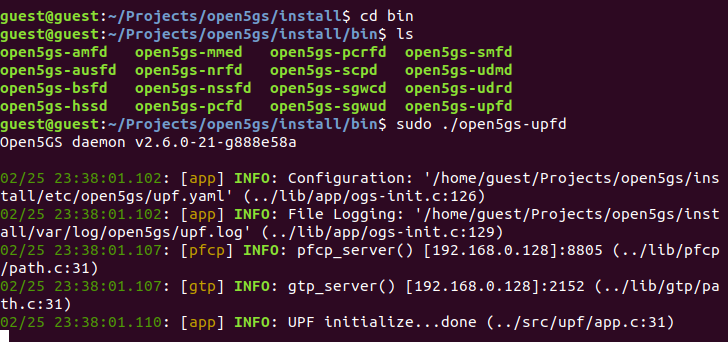 guest@guest:~/Projects/open5gs/install$ cd bin
guest@guest:~/Projects/open5gs/install/bin$ ls
open5gs-amfd   open5gs-mmed   open5gs-pcrfd  open5gs-smfd
open5gs-ausfd  open5gs-nrfd   open5gs-scpd   open5gs-udmd
open5gs-bsfd   open5gs-nssfd  open5gs-sgwcd  open5gs-udrd
open5gs-hssd   open5gs-pcfd   open5gs-sgwud  open5gs-upfd
guest@guest:~/Projects/open5gs/install/bin$ sudo ./open5gs-upfd
Open5GS daemon v2.6.0-21-g888e58a
02/25 23:38:01.102: [app] INFO: Configuration: '/home/guest/Projects/open5gs/ins
tall/etc/open5gs/upf.yaml' (../lib/app/ogs-init.c:126)
02/25 23:38:01.102: [app] INFO: File Logging: '/home/guest/Projects/open5gs/inst
all/var/log/open5gs/upf.log' (../lib/app/ogs-init.c:129)
02/25 23:38:01.107: [pfcp] INFO: pfcp_server() [192.168.0.128]:8805 (../lib/pfcp
/path.c:31)
02/25 23:38:01.107: [gtp] INFO: gtp_server() [192.168.0.128]:2152 (../lib/gtp/pa
th.c:31)
02/25 23:38:01.110: [app] INFO: UPF initialize...done (../src/upf/app.c:31)